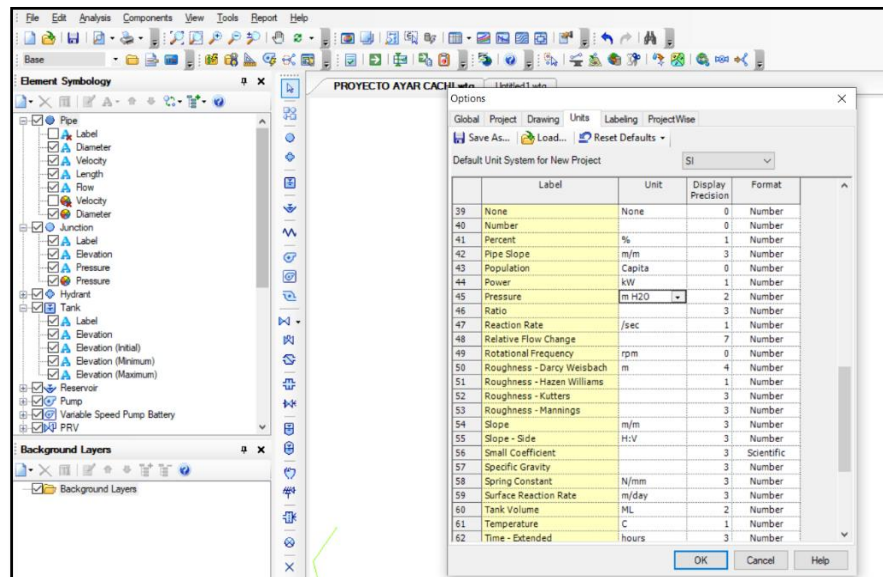 File Edit Analysis Components View Tools Report Help
Base
Element Symbology
Pipe
Label
Diameter
Velocity
Length
Flow
Velocity
Diameter
Junction
Label
Elevation
Pressure
Pressure
Hydrant
Tank
Label
Elevation
Elevation (Initial)
Elevation (Minimum)
Elevation (Maximum)
Reservoir
Pump
Variable Speed Pump Battery
PRV
Background Layers
Background Layers
PROYECTO AYAR CACHI.wtg Untitled1.wtg
Options
Global Project Drawing Units Labeling ProjectWise
Save As... Load... Reset Defaults
Default Unit System for New Project SI
Label Unit Display Precision Format
39 None None 0 Number
40 Number 0 Number
41 Percent % 1 Number
42 Pipe Slope m/m 3 Number
43 Population Capita 0 Number
44 Power kW 1 Number
45 Pressure m H2O 2 Number
46 Ratio 3 Number
47 Reaction Rate /sec 1 Number
48 Relative Flow Change 7 Number
49 Rotational Frequency rpm 0 Number
50 Roughness - Darcy Weisbach m 4 Number
51 Roughness - Hazen Williams 1 Number
52 Roughness - Kutters 3 Number
53 Roughness - Mannings 3 Number
54 Slope m/m 3 Number
55 Slope - Side H:V 3 Number
56 Small Coefficient 3 Scientific
57 Specific Gravity 3 Number
58 Spring Constant N/mm 3 Number
59 Surface Reaction Rate m/day 3 Number
60 Tank Volume ML 2 Number
61 Temperature C 1 Number
62 Time - Extended hours 3 Number
OK Cancel Help